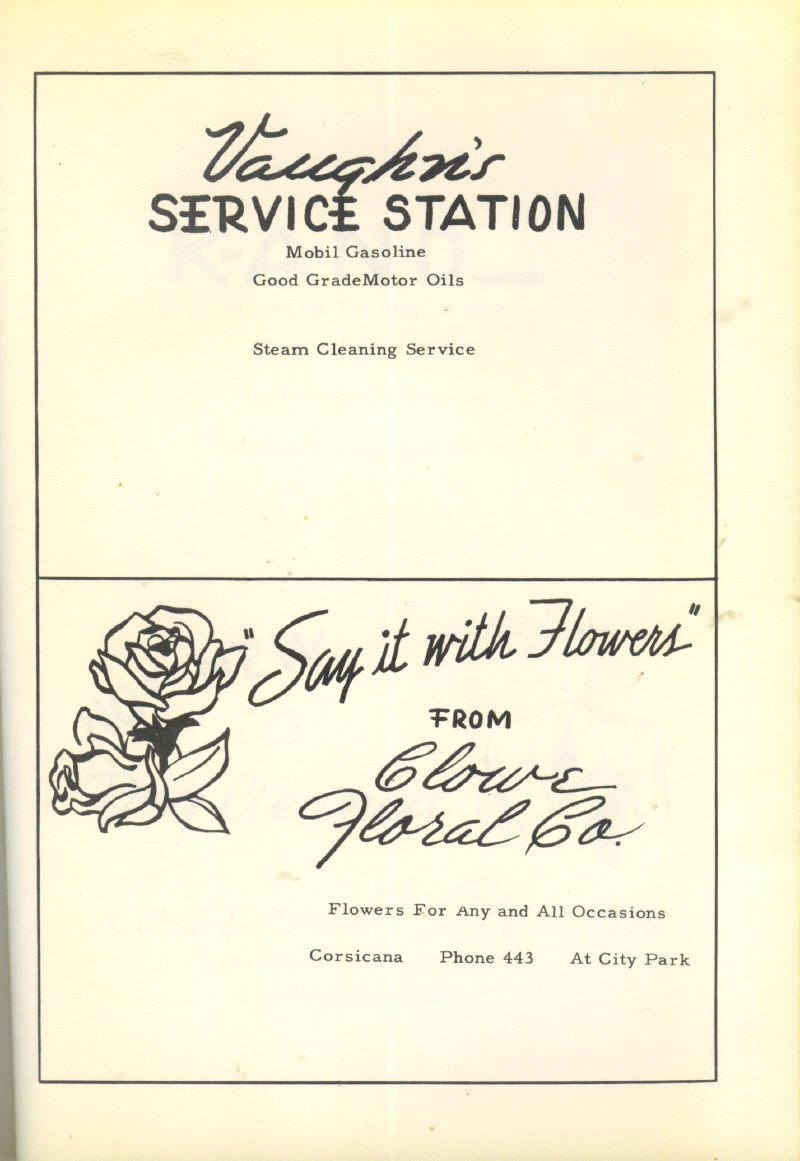 Vaughn's
SERVICE STATION
Mobil Gasoline
Good GradeMotor Oils
Steam Cleaning Service
"Say it with Flowers"
FROM
Clowe
Floral Co.
Flowers For Any and All Occasions
Corsicana Phone 443 At City Park